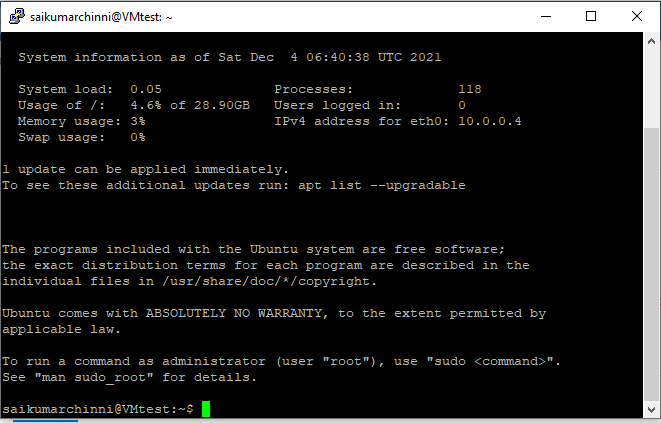 saikumarchinni@VMtest: ~
System information as of Sat Dec  4 06:40:38 UTC 2021
System load:  0.05              Processes:             118
Usage of /:   4.6% of 28.90GB   Users logged in:       0
Memory usage: 3%                IPv4 address for eth0: 10.0.0.4
Swap usage:   0%
1 update can be applied immediately.
To see these additional updates run: apt list --upgradable
The programs included with the Ubuntu system are free software;
the exact distribution terms for each program are described in the
individual files in /usr/share/doc/*/copyright.
Ubuntu comes with ABSOLUTELY NO WARRANTY, to the extent permitted by
applicable law.
To run a command as administrator (user "root"), use "sudo <command>".
See "man sudo_root" for details.
saikumarchinni@VMtest:~$